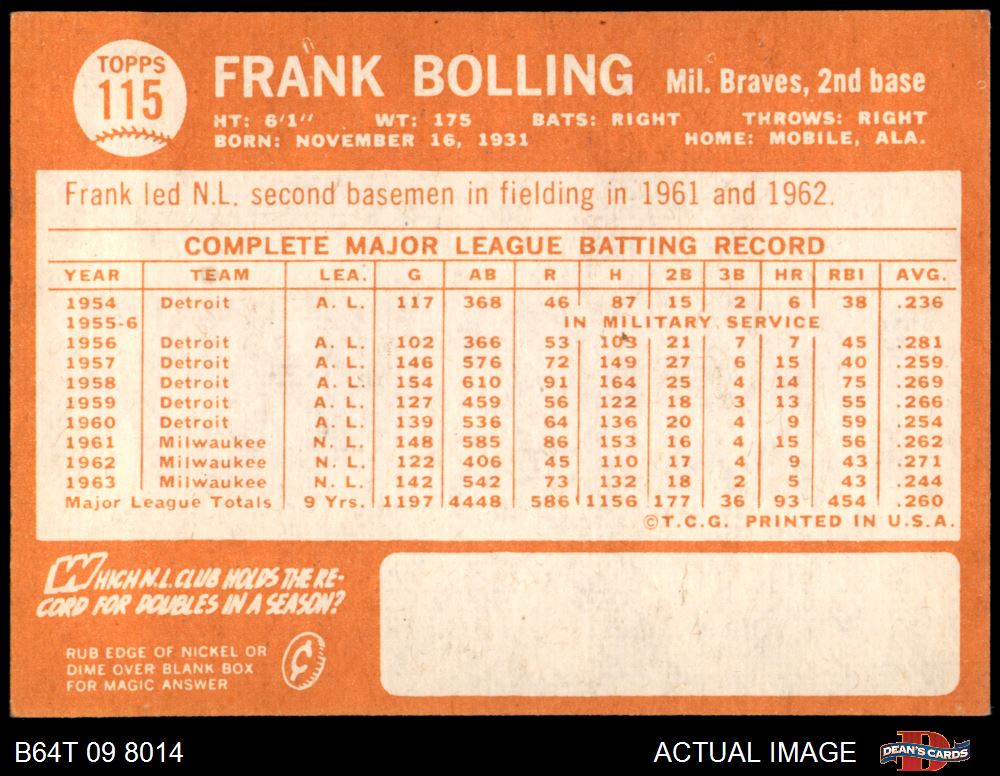 TOPPS
115
FRANK BOLLING Mil. Braves, 2nd base
HT: 6'1" WT: 175 BATS: RIGHT THROWS: RIGHT
BORN: NOVEMBER 16, 1931 HOME: MOBILE, ALA.
Frank led N.L. second basemen in fielding in 1961 and 1962.
COMPLETE MAJOR LEAGUE BATTING RECORD
YEAR TEAM LEA. G AB R H 2B 3B HR RBI AVG.
1954 Detroit A. L. 117 368 46 87 15 2 6 38 .236
1955-6 IN MILITARY SERVICE
1956 Detroit A. L. 102 366 53 103 21 7 7 45 .281
1957 Detroit A. L. 146 576 72 149 27 6 15 40 .259
1958 Detroit A. L. 154 610 91 164 25 4 14 75 .269
1959 Detroit A. L. 127 459 56 122 18 3 13 55 .266
1960 Detroit A. L. 139 536 64 136 20 4 9 59 .254
1961 Milwaukee N. L. 148 585 86 153 16 4 15 56 .262
1962 Milwaukee N. L. 122 406 45 110 17 4 9 43 .271
1963 Milwaukee N. L. 142 542 73 132 18 2 5 43 .244
Major League Totals 9 Yrs. 1197 4448 586 1156 177 36 93 454 .260
©T.C.G. PRINTED IN U.S.A.
WHICH N.L. CLUB HOLDS THE RE-
CORD FOR DOUBLES IN A SEASON?
RUB EDGE OF NICKEL OR
DIME OVER BLANK BOX
FOR MAGIC ANSWER
¢
B64T 09 8014 ACTUAL IMAGE D DEAN'S CARDS